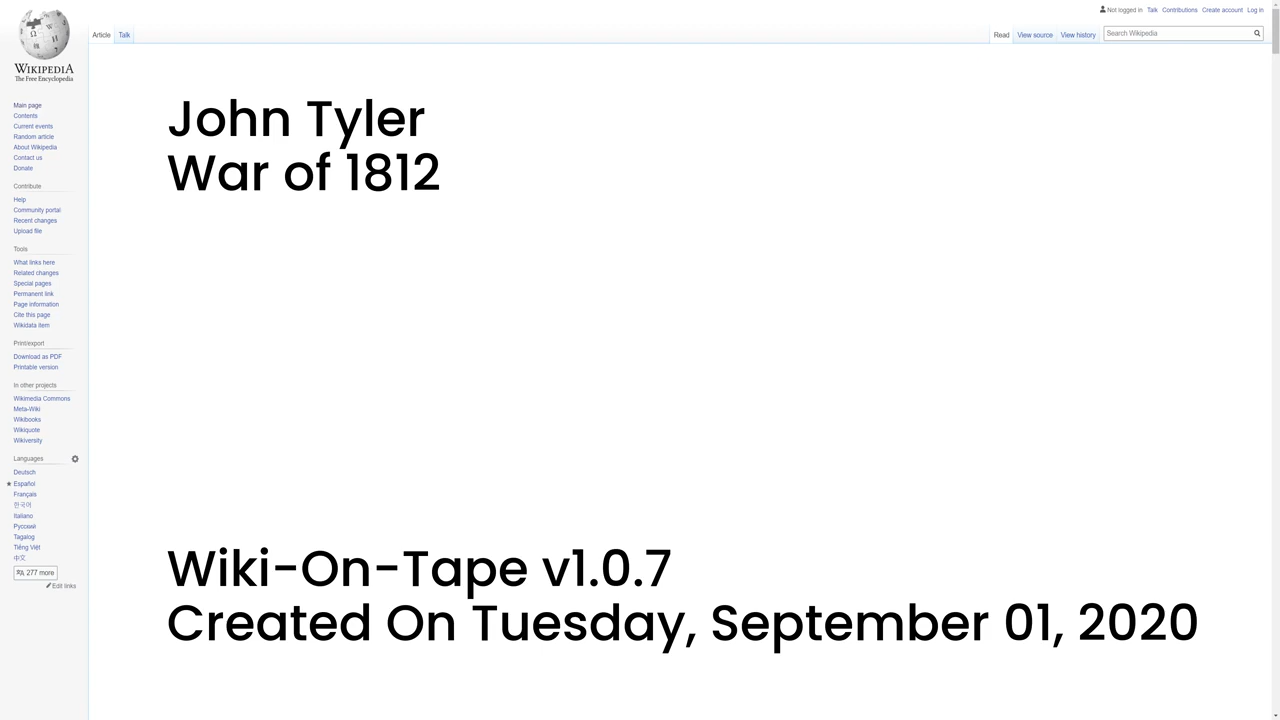 Not logged in Talk Contributions Create account Log in
Article Talk Read View source View history Search Wikipedia
WIKIPEDIA
The Free Encyclopedia
Main page
Contents
Current events
Random article
About Wikipedia
Contact us
Donate
Contribute
Help
Community portal
Recent changes
Upload file
Tools
What links here
Related changes
Special pages
Permanent link
Page information
Cite this page
Wikidata item
Print/export
Download as PDF
Printable version
In other projects
Wikimedia Commons
Meta-Wiki
Wikibooks
Wikiquote
Wikiversity
Languages
Deutsch
Español
Français
한국어
Italiano
Русский
Tagalog
Tiếng Việt
中文
277 more
Edit links
John Tyler
War of 1812
Wiki-On-Tape v1.0.7
Created On Tuesday, September 01, 2020